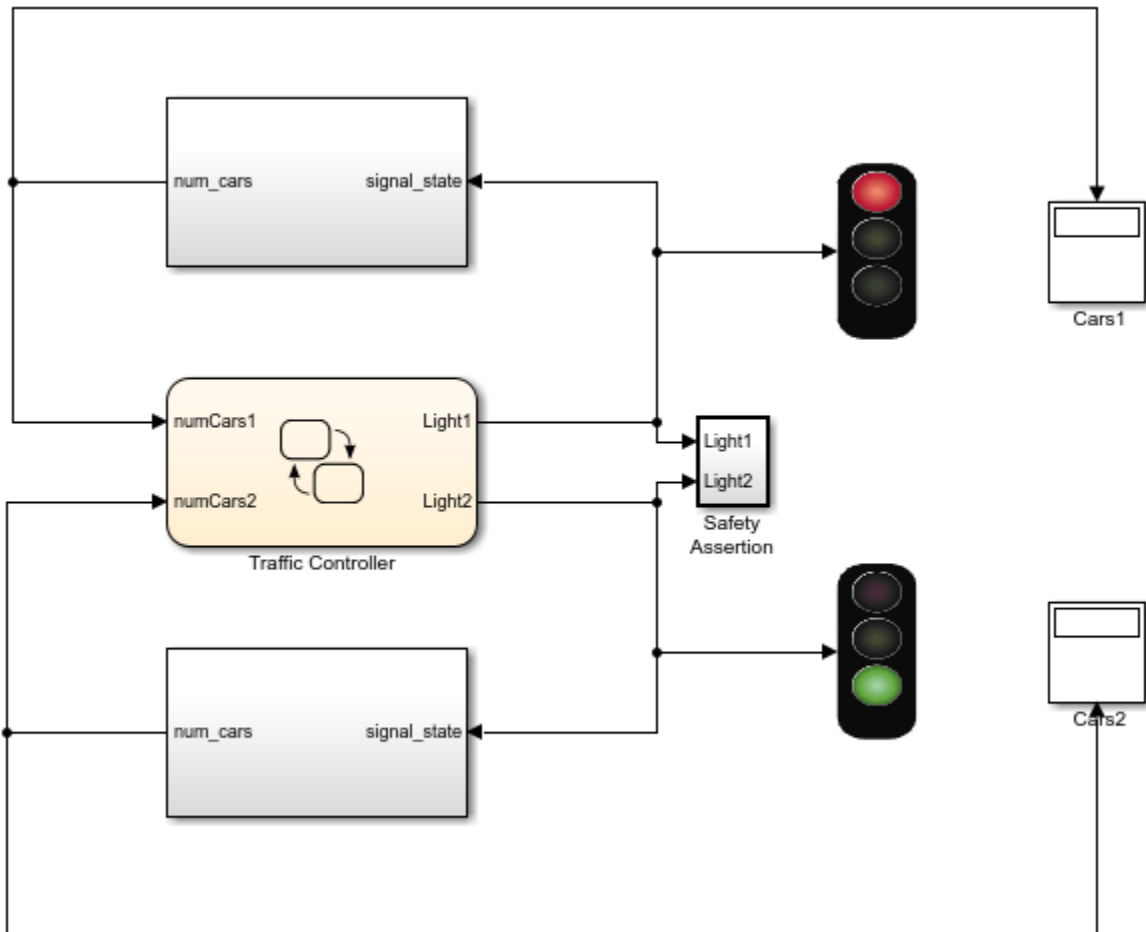 num_cars
signal_state
Cars1
numCars1
Light1
numCars2
Light2
Traffic Controller
Light1
Light2
Safety
Assertion
num_cars
signal_state
Cars2